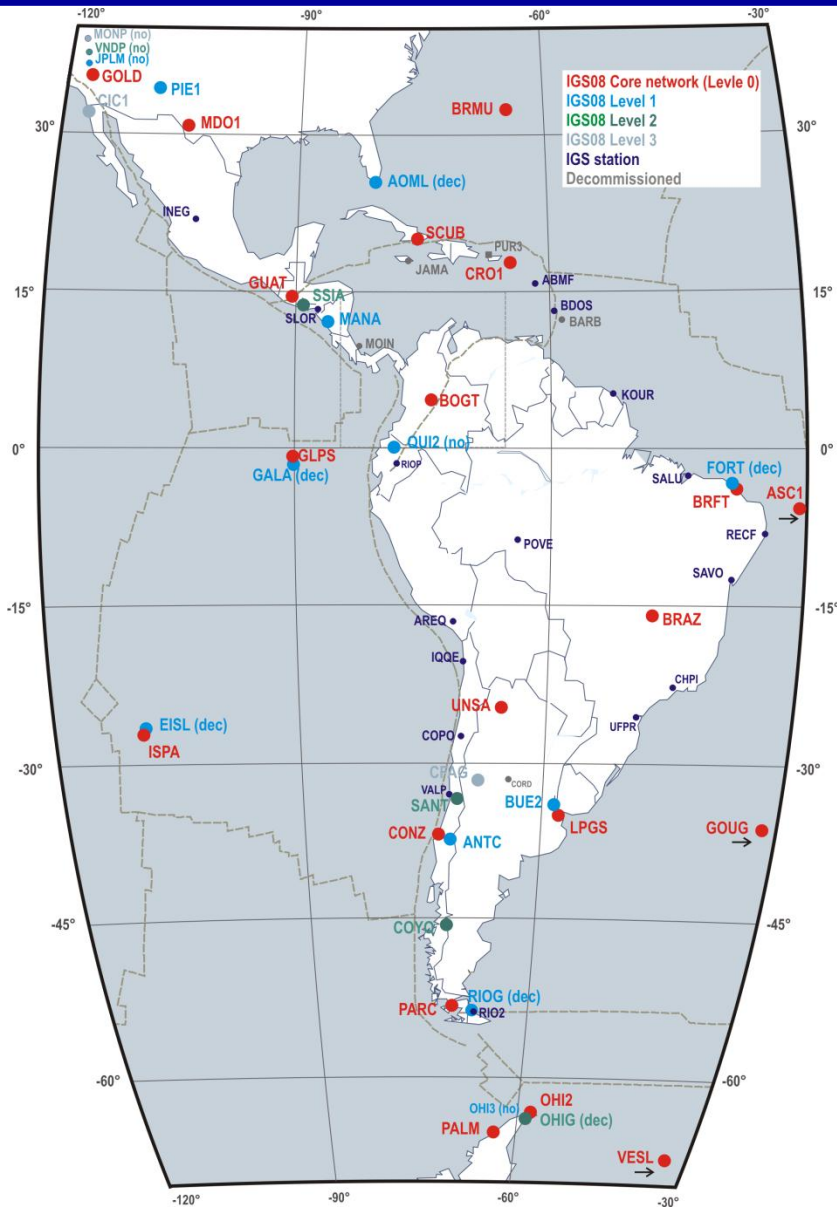 -120°
-90°
-60°
-30°
MONP (no)
VNDP (no)
JPLM (no)
GOLD
PIE1
CIC1
MDO1
BRMU
IGS08 Core network (Levle 0)
IGS08 Level 1
IGS08 Level 2
IGS08 Level 3
IGS station
Decommissioned
30°
30°
AOML (dec)
INEG
SCUB
PUR3
JAMA
CRO1
ABMF
GUAT
SSIA
15°
15°
SLOR
MANA
BDOS
BARB
MOIN
BOGT
KOUR
QUI2 (no)
0°
0°
GLPS
RIOP
GALA (dec)
SALU
FORT (dec)
BRFT
ASC1
POVE
RECF
SAVO
-15°
-15°
AREQ
BRAZ
IQQE
CHPI
UNSA
UFPR
EISL (dec)
ISPA
COPO
-30°
-30°
CFAG
CORD
VALP
SANT
BUE2
LPGS
CONZ
ANTC
GOUG
-45°
-45°
COYQ
RIOG (dec)
PARC
RIO2
-60°
-60°
OHI3 (no)
OHI2
OHIG (dec)
PALM
VESL
-120°
-90°
-60°
-30°